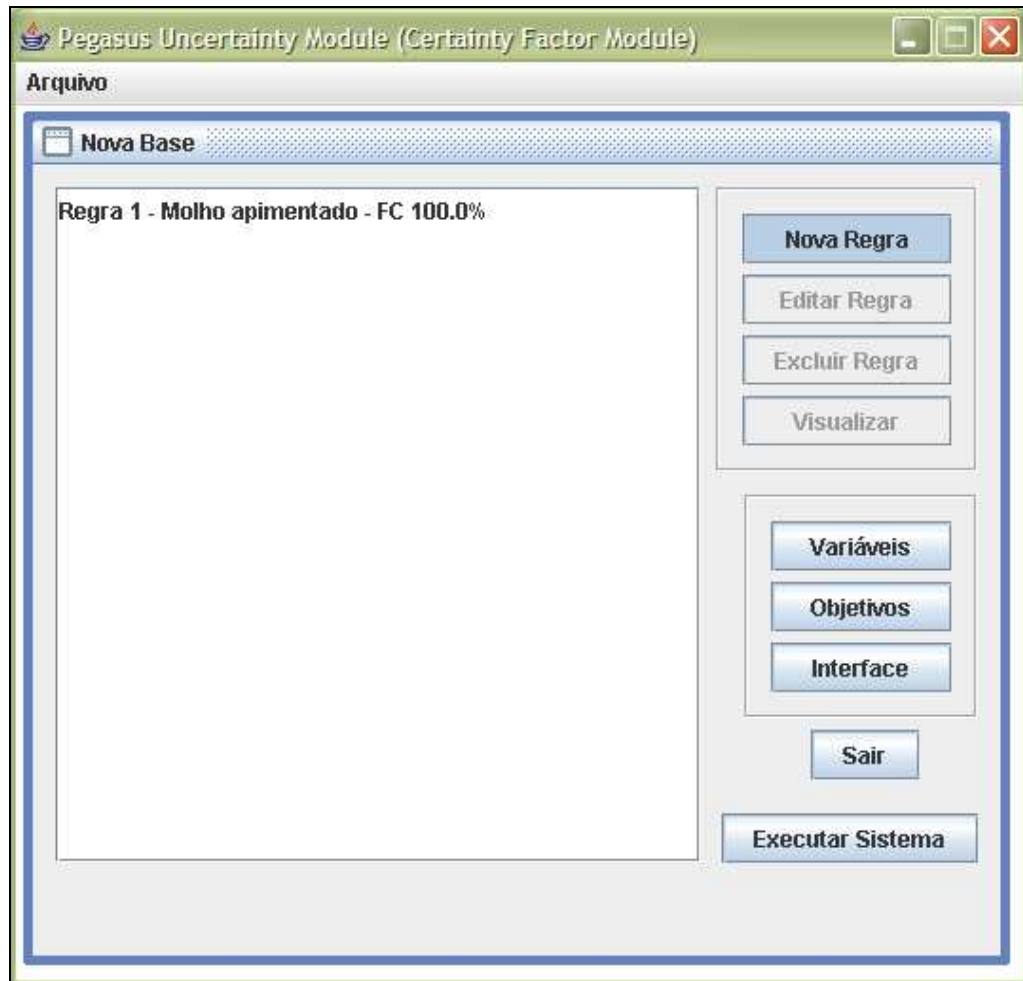 Pegasus Uncertainty Module (Certainty Factor Module)
Arquivo
Nova Base
Regra 1 - Molho apimentado - FC 100.0%
Nova Regra
Editar Regra
Excluir Regra
Visualizar
Variáveis
Objetivos
Interface
Sair
Executar Sistema